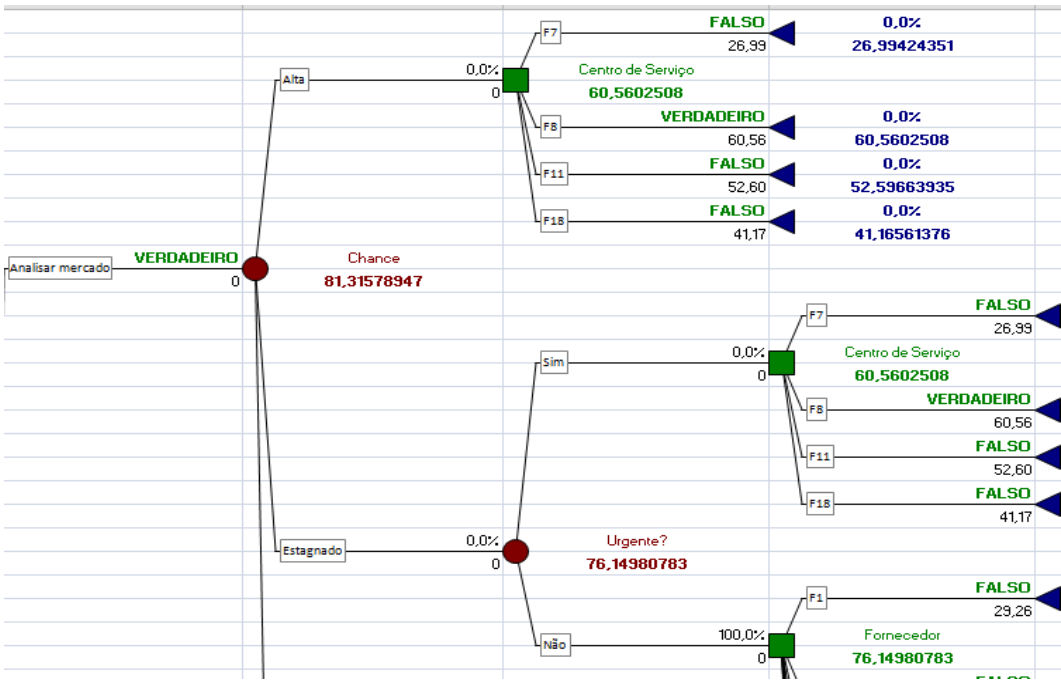 F7 FALSO 0,0%
26,99 26,99424351
Alta 0,0% Centro de Serviço
0 60,5602508
F8 VERDADEIRO 0,0%
60,56 60,5602508
F11 FALSO 0,0%
52,60 52,59663935
F18 FALSO 0,0%
41,17 41,16561376
Analisar mercado VERDADEIRO Chance
0 81,31578947
F7 FALSO
26,99
Sim 0,0% Centro de Serviço
0 60,5602508
F8 VERDADEIRO
60,56
F11 FALSO
52,60
F18 FALSO
41,17
Estagnado 0,0% Urgente?
0 76,14980783
F1 FALSO
29,26
Não 100,0% Fornecedor
0 76,14980783
FALSO